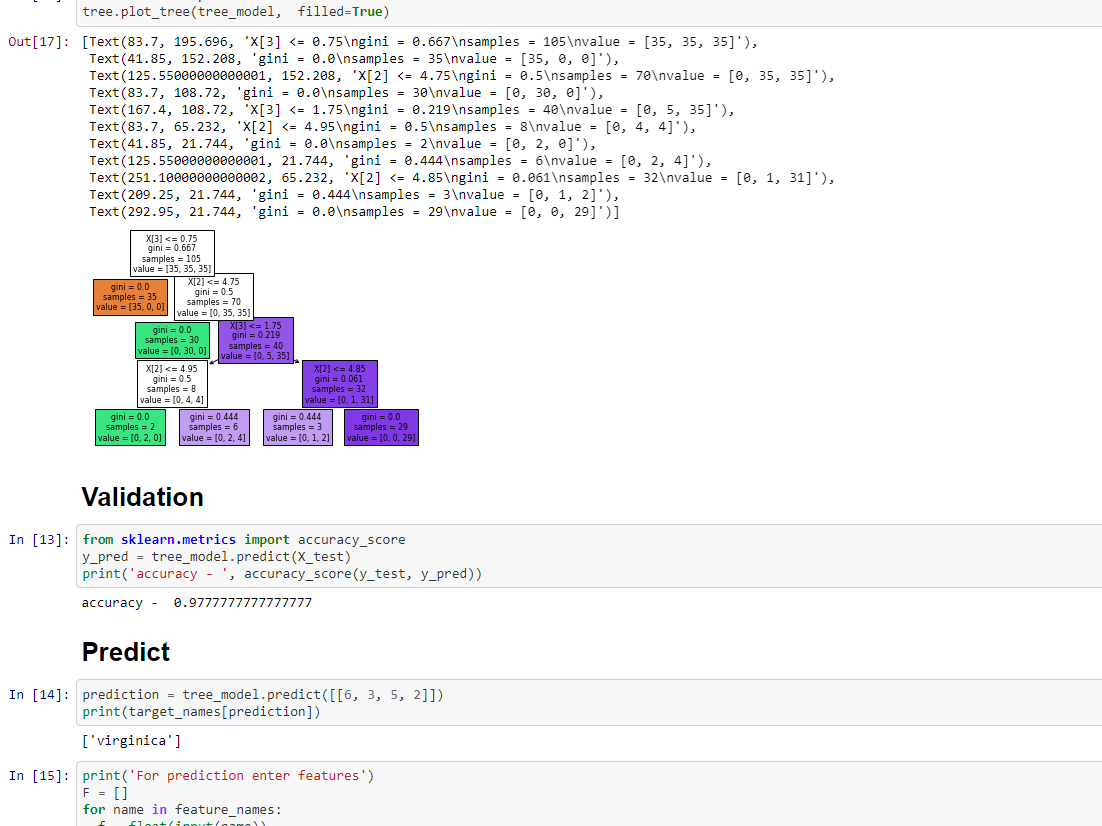 tree.plot_tree(tree_model,  filled=True)
Out[17]: [Text(83.7, 195.696, 'X[3] <= 0.75\ngini = 0.667\nsamples = 105\nvalue = [35, 35, 35]'),
Text(41.85, 152.208, 'gini = 0.0\nsamples = 35\nvalue = [35, 0, 0]'),
Text(125.55000000000001, 152.208, 'X[2] <= 4.75\ngini = 0.5\nsamples = 70\nvalue = [0, 35, 35]'),
Text(83.7, 108.72, 'gini = 0.0\nsamples = 30\nvalue = [0, 30, 0]'),
Text(167.4, 108.72, 'X[3] <= 1.75\ngini = 0.219\nsamples = 40\nvalue = [0, 5, 35]'),
Text(83.7, 65.232, 'X[2] <= 4.95\ngini = 0.5\nsamples = 8\nvalue = [0, 4, 4]'),
Text(41.85, 21.744, 'gini = 0.0\nsamples = 2\nvalue = [0, 2, 0]'),
Text(125.55000000000001, 21.744, 'gini = 0.444\nsamples = 6\nvalue = [0, 2, 4]'),
Text(251.10000000000002, 65.232, 'X[2] <= 4.85\ngini = 0.061\nsamples = 32\nvalue = [0, 1, 31]'),
Text(209.25, 21.744, 'gini = 0.444\nsamples = 3\nvalue = [0, 1, 2]'),
Text(292.95, 21.744, 'gini = 0.0\nsamples = 29\nvalue = [0, 0, 29]')]
X[3] <= 0.75
gini = 0.667
samples = 105
value = [35, 35, 35]
gini = 0.0
samples = 35
value = [35, 0, 0]
X[2] <= 4.75
gini = 0.5
samples = 70
value = [0, 35, 35]
gini = 0.0
samples = 30
value = [0, 30, 0]
X[3] <= 1.75
gini = 0.219
samples = 40
value = [0, 5, 35]
X[2] <= 4.95
gini = 0.5
samples = 8
value = [0, 4, 4]
X[2] <= 4.85
gini = 0.061
samples = 32
value = [0, 1, 31]
gini = 0.0
samples = 2
value = [0, 2, 0]
gini = 0.444
samples = 6
value = [0, 2, 4]
gini = 0.444
samples = 3
value = [0, 1, 2]
gini = 0.0
samples = 29
value = [0, 0, 29]
Validation
In [13]: from sklearn.metrics import accuracy_score
y_pred = tree_model.predict(X_test)
print('accuracy - ', accuracy_score(y_test, y_pred))
accuracy -  0.9777777777777777
Predict
In [14]: prediction = tree_model.predict([[6, 3, 5, 2]])
print(target_names[prediction])
['virginica']
In [15]: print('For prediction enter features')
F = []
for name in feature_names:
f = float(input(name))